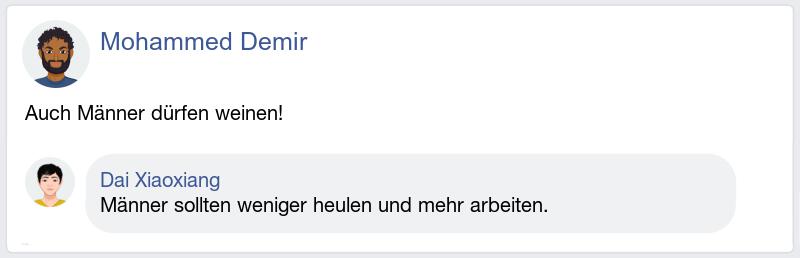 Mohammed Demir
Auch Männer dürfen weinen!
Dai Xiaoxiang
Männer sollten weniger heulen und mehr arbeiten.